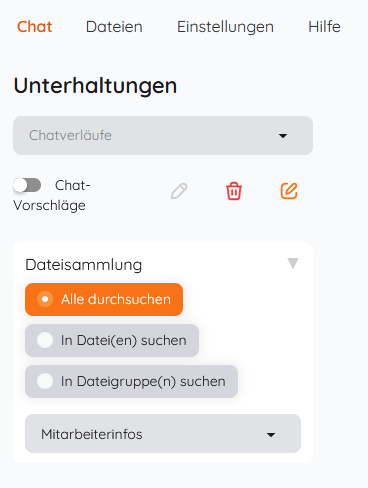 Chat Dateien Einstellungen Hilfe
Unterhaltungen
Chatverläufe
Chat-
Vorschläge
Dateisammlung
Alle durchsuchen
In Datei(en) suchen
In Dateigruppe(n) suchen
Mitarbeiterinfos